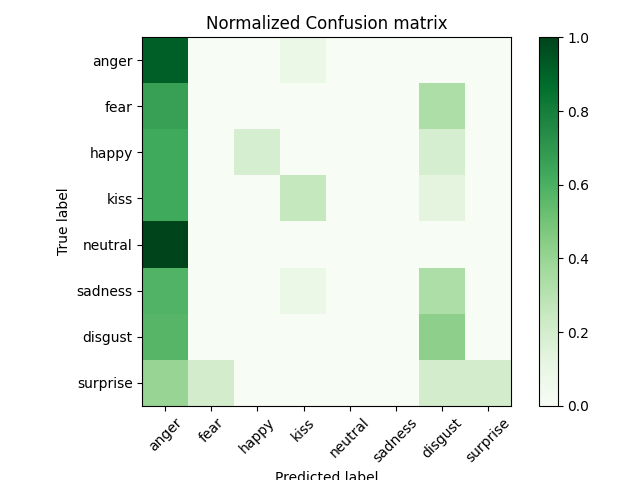 Normalized Confusion matrix
True label
anger
fear
happy
kiss
neutral
sadness
disgust
surprise
anger
fear
happy
kiss
neutral
sadness
disgust
surprise
Predicted label
1.0
0.8
0.6
0.4
0.2
0.0